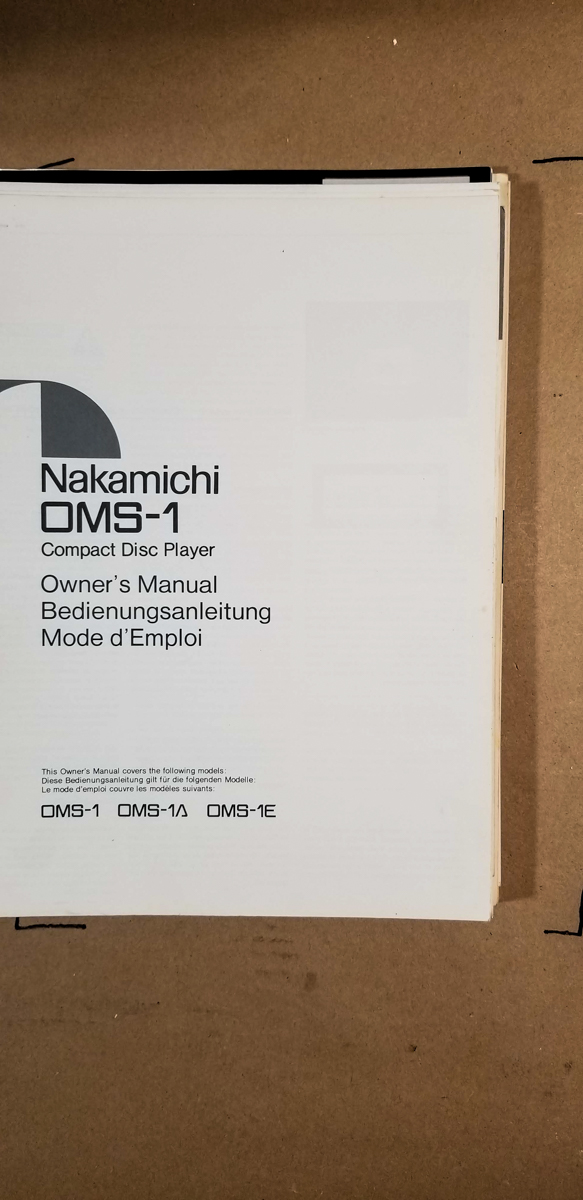 Nakamichi
OMS-1
Compact Disc Player
Owner's Manual
Bedienungsanleitung
Mode d'Emploi
This Owner's Manual covers the following models:
Diese Bedienungsanleitung gilt für die folgenden Modelle:
Le mode d'emploi couvre les modèles suivants:
OMS-1 OMS-1A OMS-1E